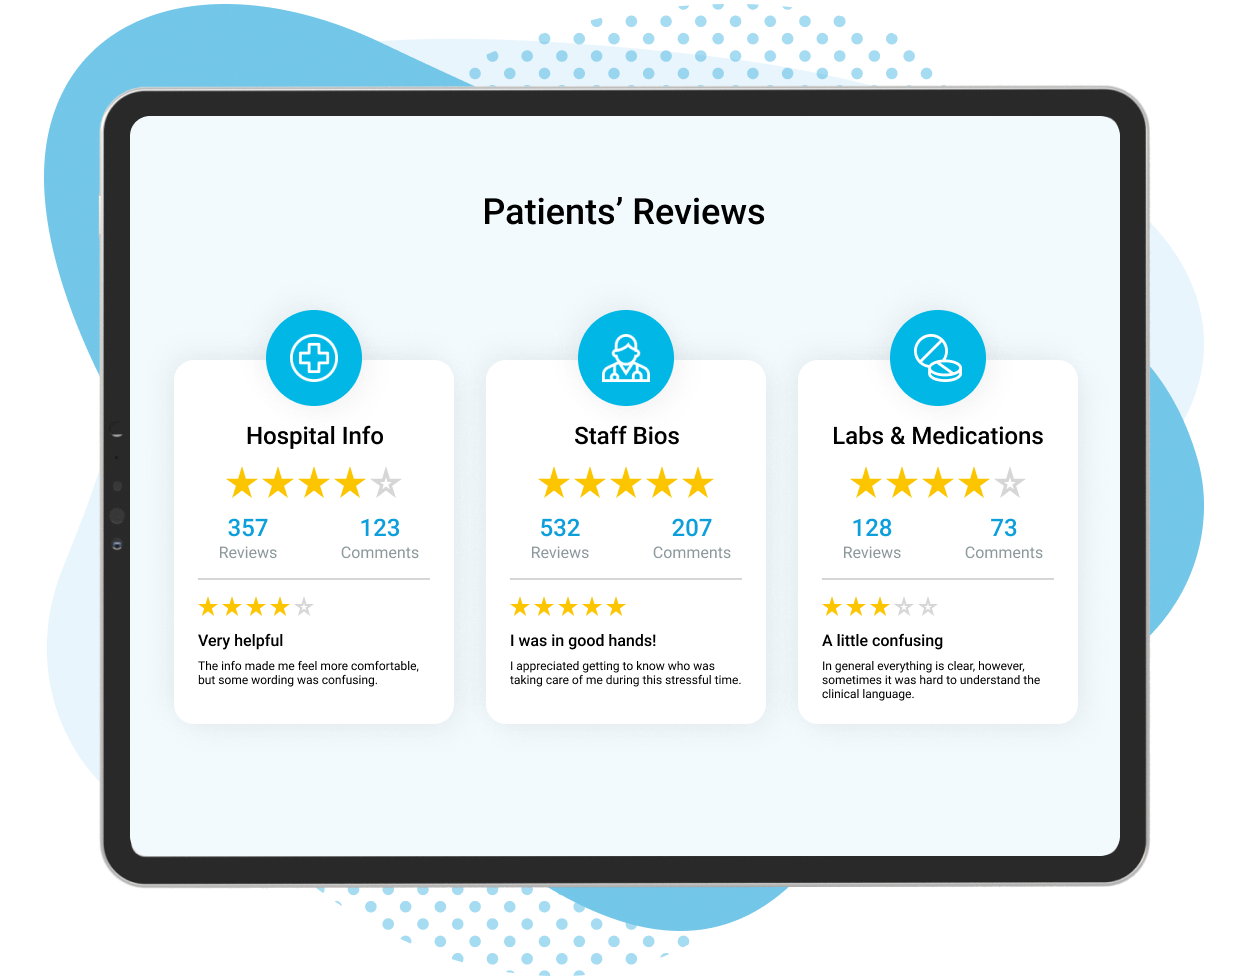 Patients’ Reviews
Hospital Info
357
Reviews
123
Comments
Very helpful
The info made me feel more comfortable,
but some wording was confusing.
Staff Bios
532
Reviews
207
Comments
I was in good hands!
I appreciated getting to know who was
taking care of me during this stressful time.
Labs & Medications
128
Reviews
73
Comments
A little confusing
In general everything is clear, however,
sometimes it was hard to understand the
clinical language.